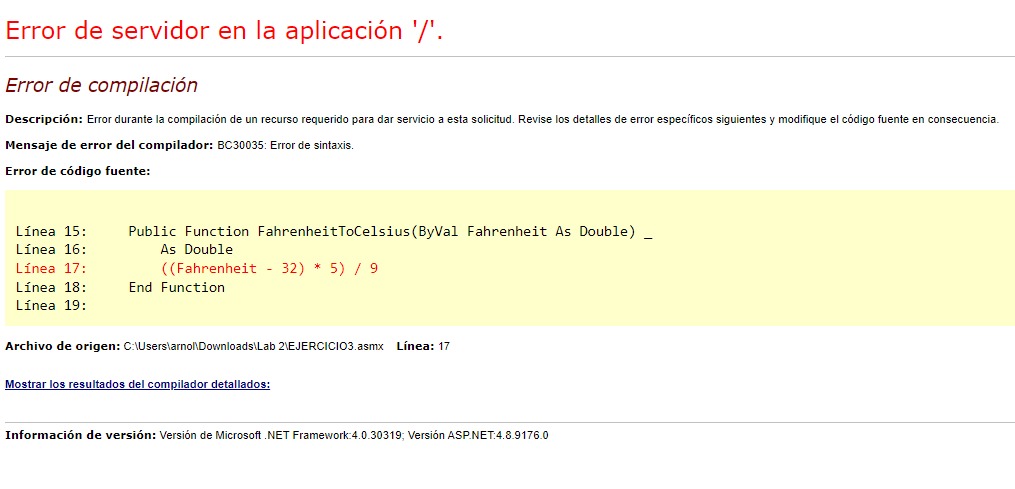 Error de servidor en la aplicación '/'.
Error de compilación
Descripción: Error durante la compilación de un recurso requerido para dar servicio a esta solicitud. Revise los detalles de error específicos siguientes y modifique el código fuente en consecuencia.
Mensaje de error del compilador: BC30035: Error de sintaxis.
Error de código fuente:
Línea 15:     Public Function FahrenheitToCelsius(ByVal Fahrenheit As Double) _
Línea 16:         As Double
Línea 17:         ((Fahrenheit - 32) * 5) / 9
Línea 18:     End Function
Línea 19:
Archivo de origen: C:\Users\arnol\Downloads\Lab 2\EJERCICIO3.asmx    Línea: 17
Mostrar los resultados del compilador detallados:
Información de versión: Versión de Microsoft .NET Framework:4.0.30319; Versión ASP.NET:4.8.9176.0